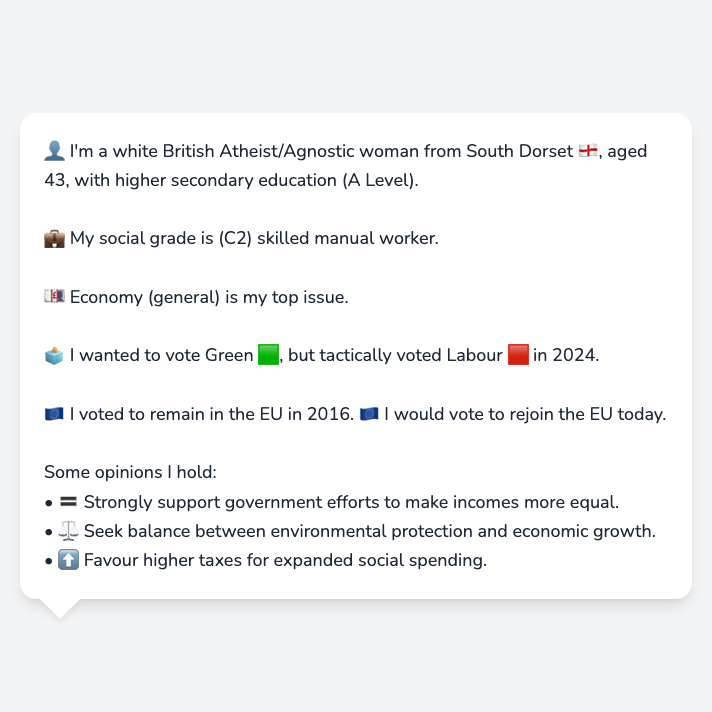 👤 I'm a white British Atheist/Agnostic woman from South Dorset 🏴󠁧󠁢󠁥󠁮󠁧󠁿, aged
43, with higher secondary education (A Level).
💼 My social grade is (C2) skilled manual worker.
💷 Economy (general) is my top issue.
🗳️ I wanted to vote Green 🟩, but tactically voted Labour 🟥 in 2024.
🇪🇺 I voted to remain in the EU in 2016. 🇪🇺 I would vote to rejoin the EU today.
Some opinions I hold:
• 🟰 Strongly support government efforts to make incomes more equal.
• ⚖️ Seek balance between environmental protection and economic growth.
• ⬆️ Favour higher taxes for expanded social spending.